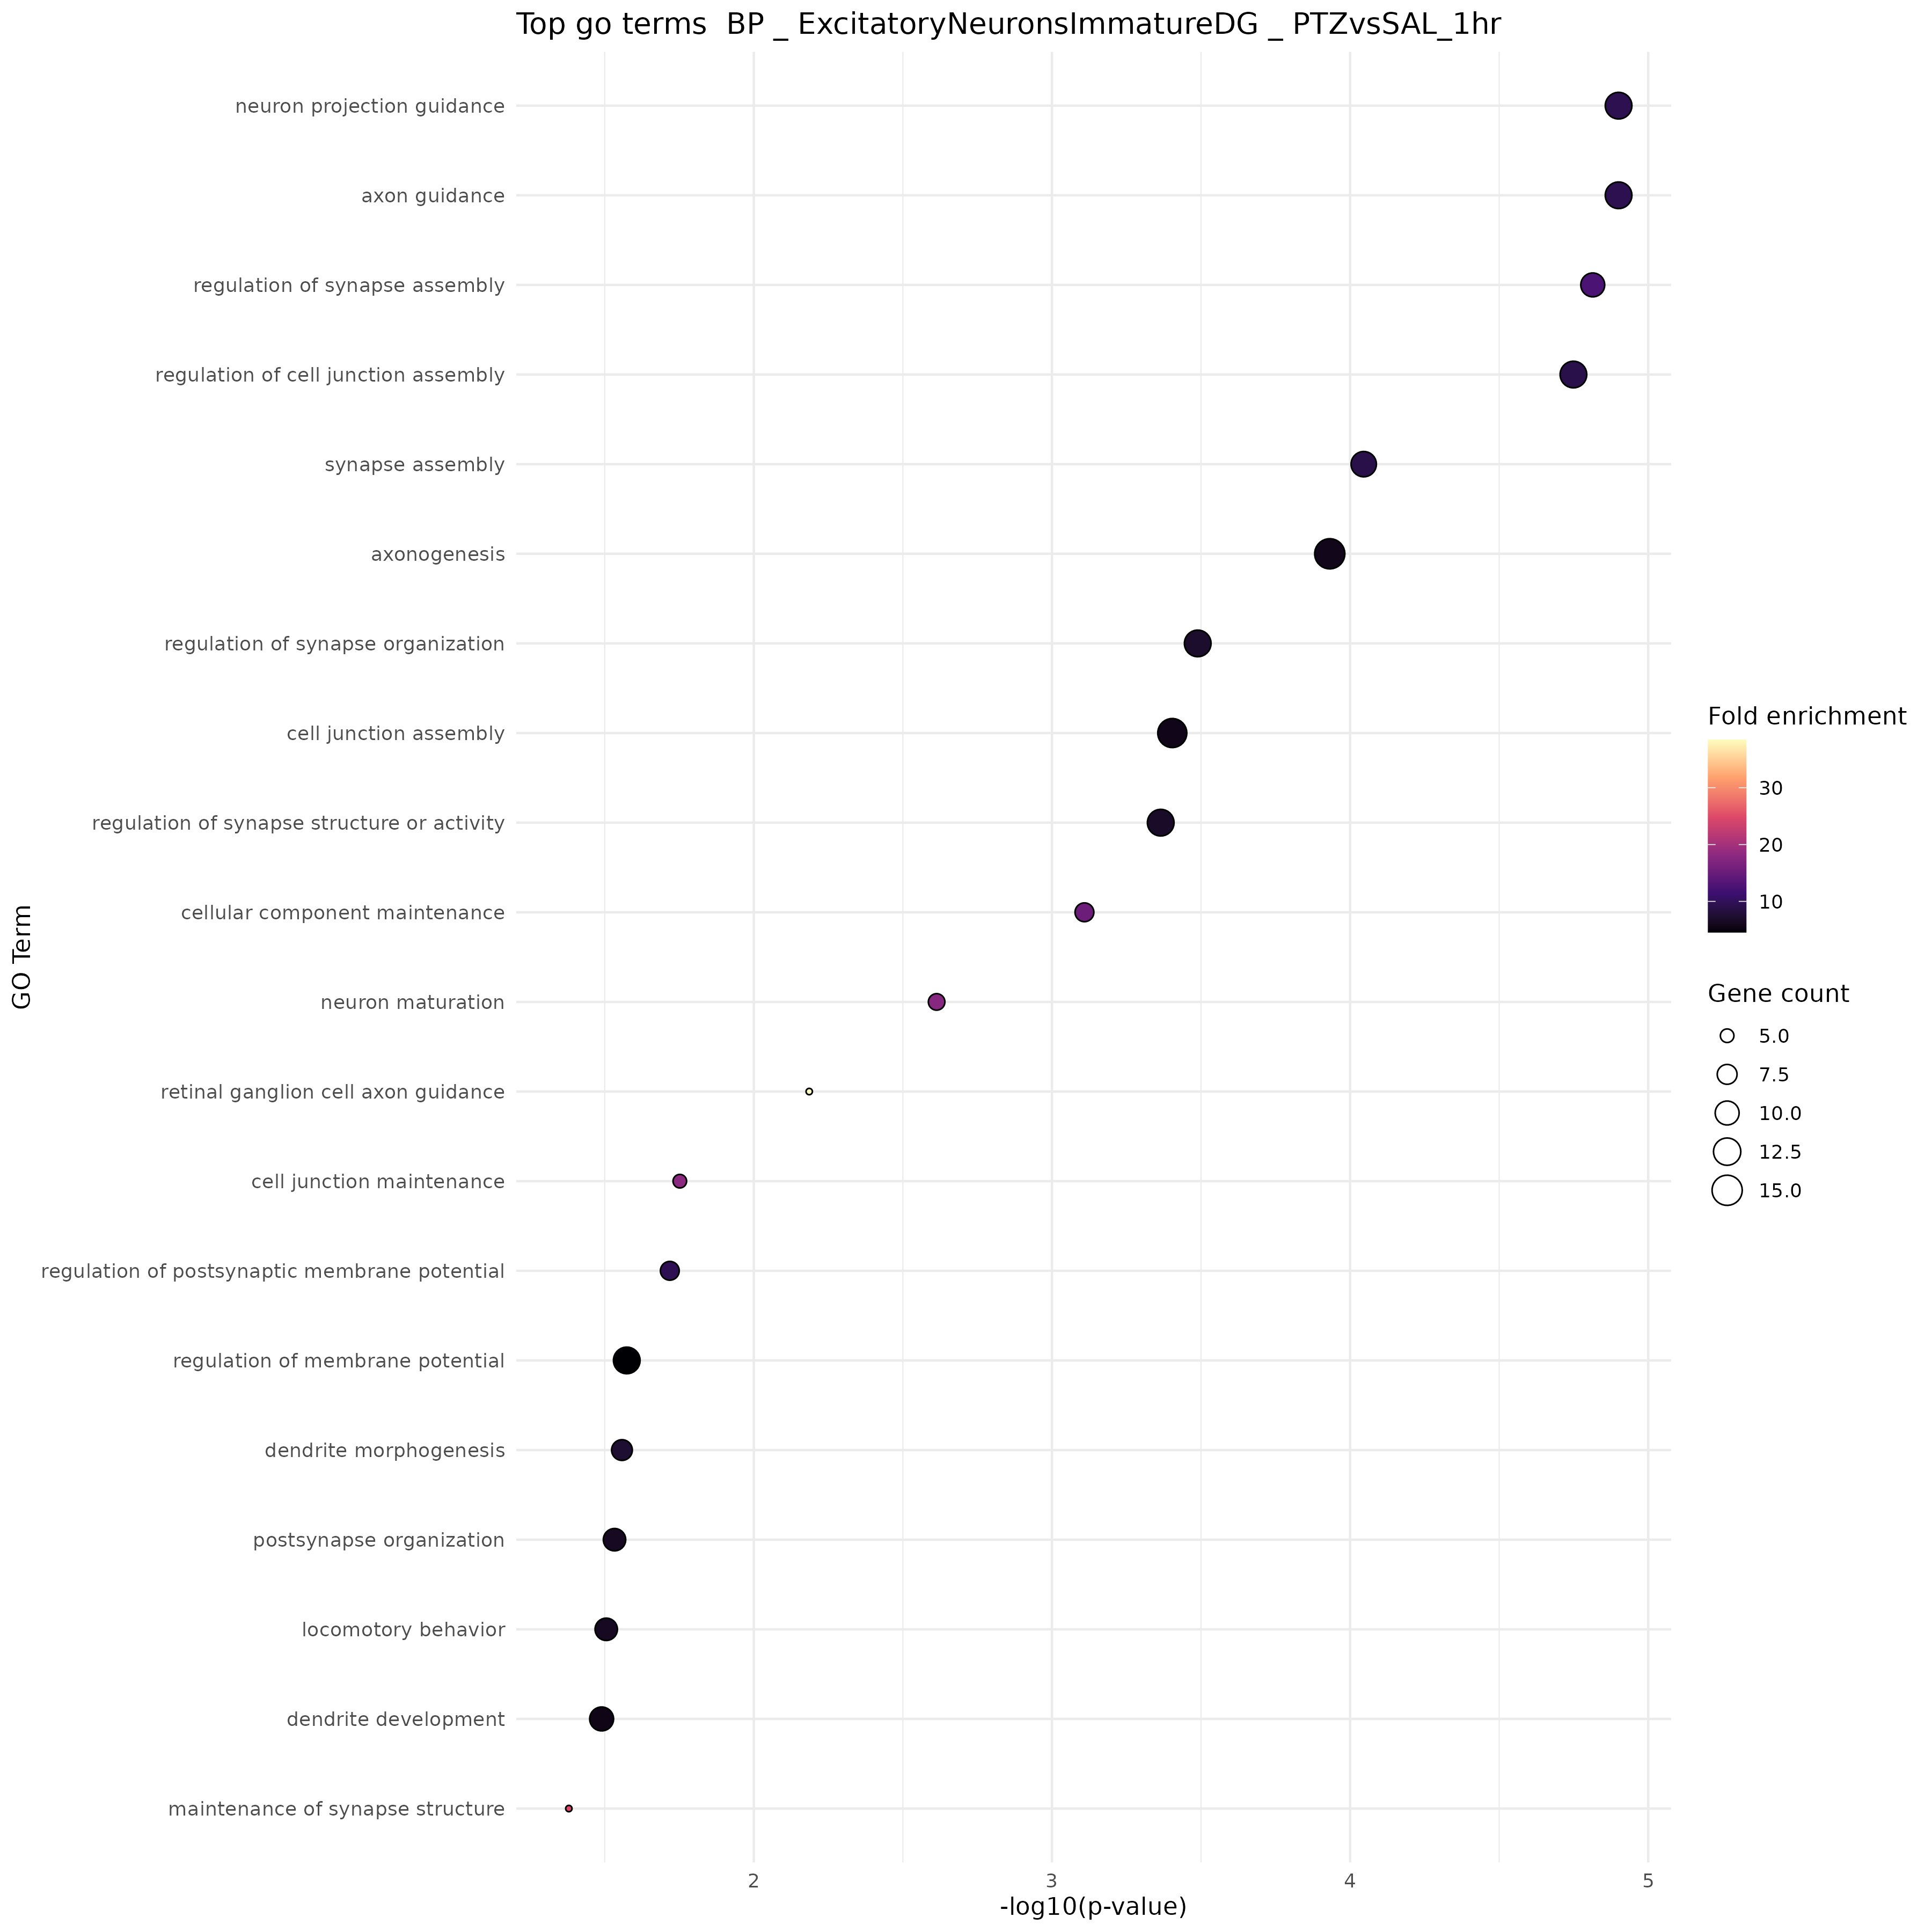 Top go terms  BP _ ExcitatoryNeuronsImmatureDG _ PTZvsSAL_1hr
neuron projection guidance
axon guidance
regulation of synapse assembly
regulation of cell junction assembly
synapse assembly
axonogenesis
regulation of synapse organization
cell junction assembly
regulation of synapse structure or activity
cellular component maintenance
neuron maturation
retinal ganglion cell axon guidance
cell junction maintenance
regulation of postsynaptic membrane potential
regulation of membrane potential
dendrite morphogenesis
postsynapse organization
locomotory behavior
dendrite development
maintenance of synapse structure
GO Term
2 3 4 5
-log10(p-value)
Fold enrichment
30
20
10
Gene count
5.0
7.5
10.0
12.5
15.0